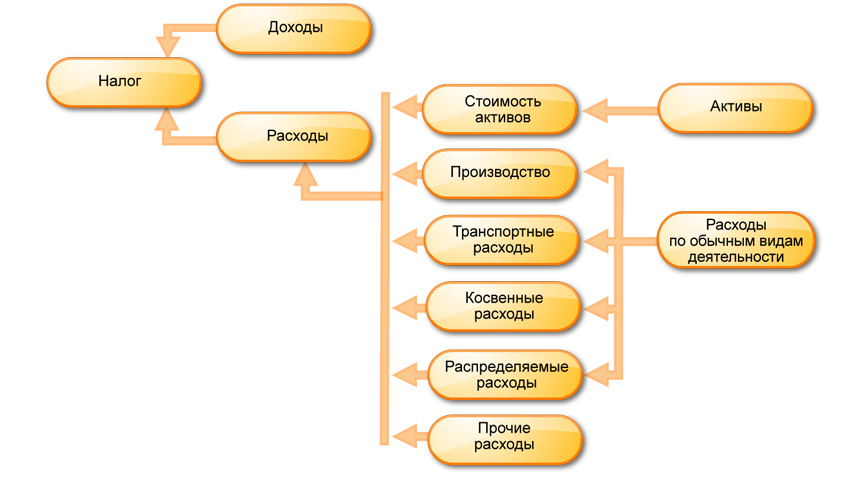 Доходы
Налог
Расходы
Стоимость
активов
Активы
Производство
Транспортные
расходы
Расходы
по обычным видам
деятельности
Косвенные
расходы
Распределяемые
расходы
Прочие
расходы